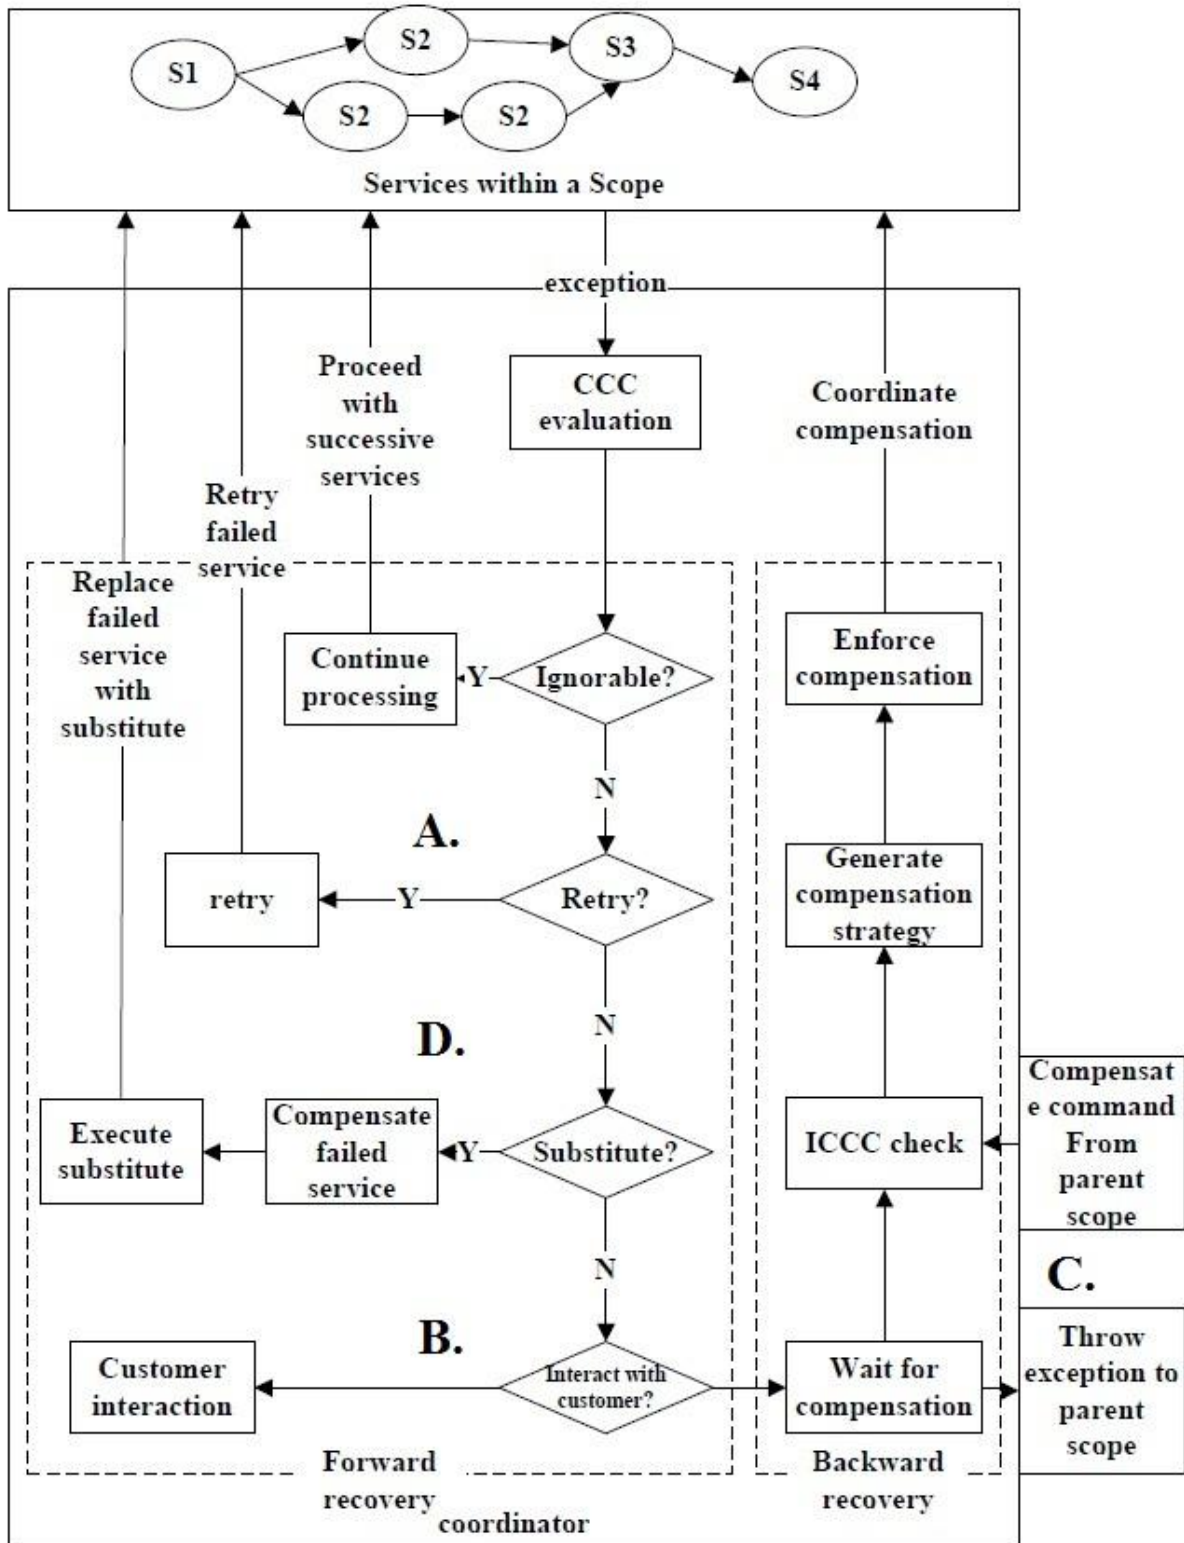 S1
S2
S3
S4
S2
S2
Services within a Scope
exception
CCC
evaluation
Proceed
with
successive
services
Coordinate
compensation
Retry
failed
service
Replace
failed
service
with
substitute
Continue
processing
Y
Ignorable?
Enforce
compensation
N
A.
retry
Y
Retry?
Generate
compensation
strategy
N
D.
Execute
substitute
Compensate
failed
service
Y
Substitute?
ICCC check
Compensat
e command
From
parent
scope
N
B.
C.
Customer
interaction
Interact with
customer?
Wait for
compensation
Throw
exception to
parent
scope
Forward
recovery
Backward
recovery
coordinator